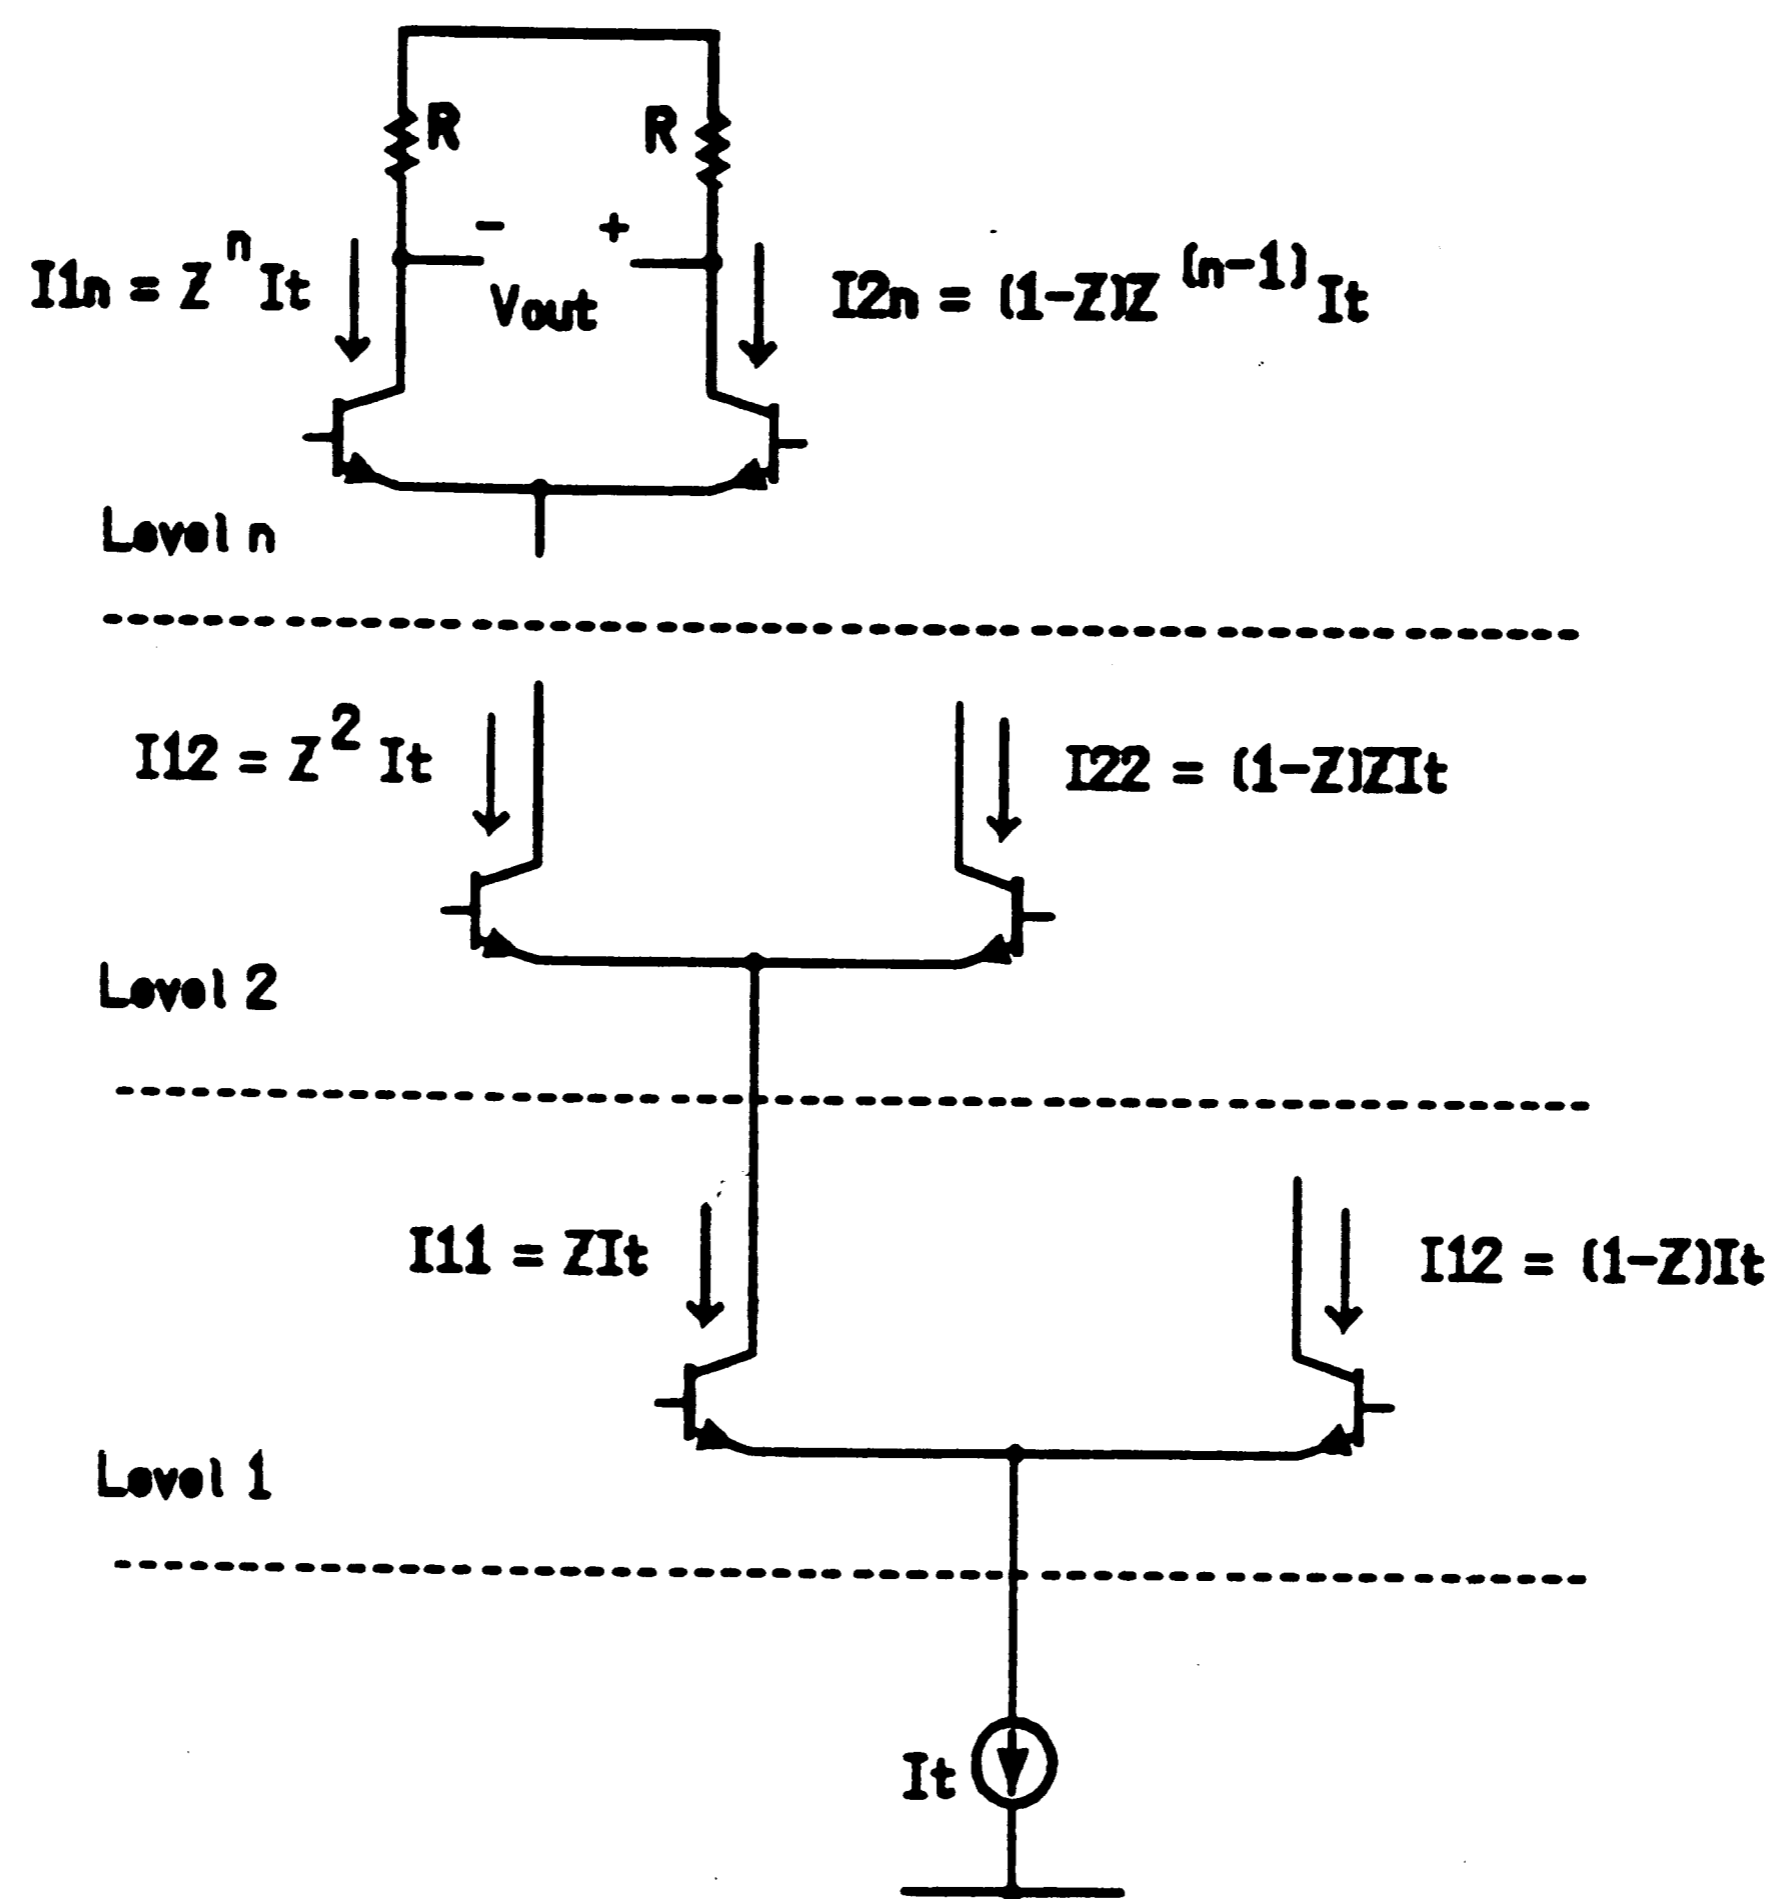 R
R
- +
I1n = Z^n It
Vout
I2n = (1-Z)Z^(n-1) It
Level n
I12 = Z^2 It
I22 = (1-Z)ZIt
Level 2
I11 = ZIt
I12 = (1-Z)It
Level 1
It